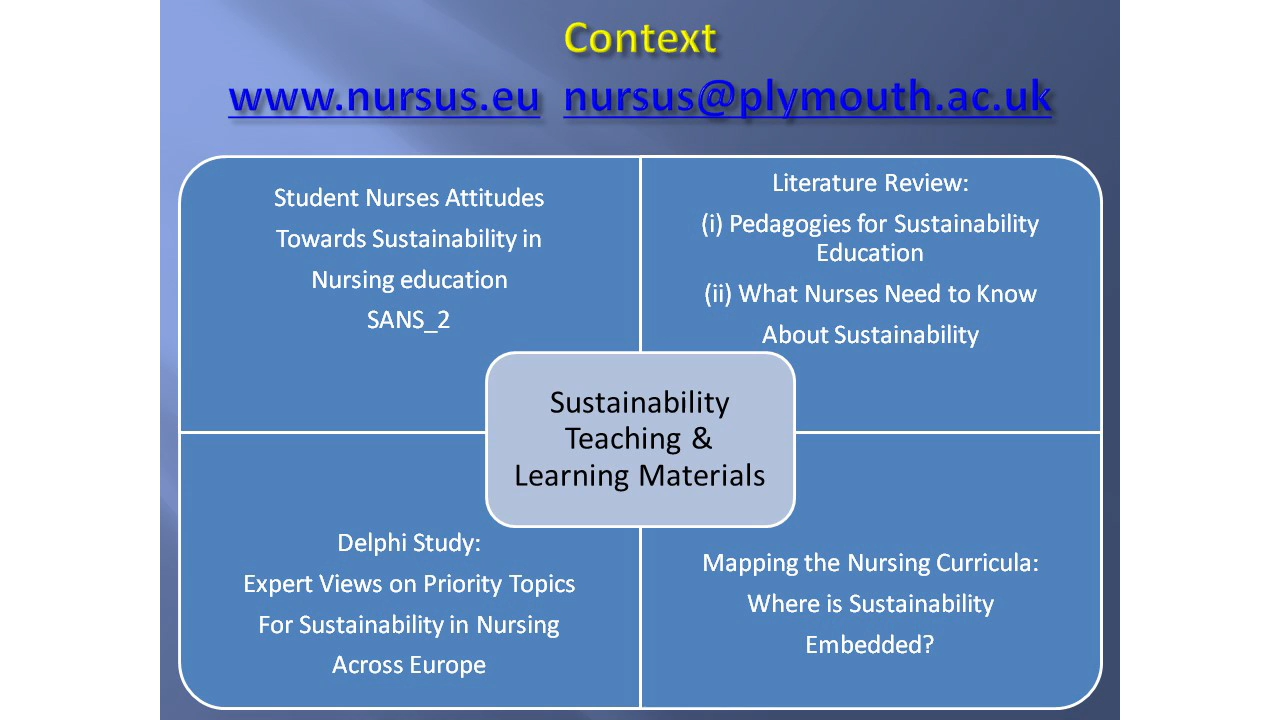 Context
www.nursus.eu nursus@plymouth.ac.uk
Student Nurses Attitudes
Towards Sustainability in
Nursing education
SANS_2
Literature Review:
(i) Pedagogies for Sustainability
Education
(ii) What Nurses Need to Know
About Sustainability
Sustainability
Teaching &
Learning Materials
Delphi Study:
Expert Views on Priority Topics
For Sustainability in Nursing
Across Europe
Mapping the Nursing Curricula:
Where is Sustainability
Embedded?